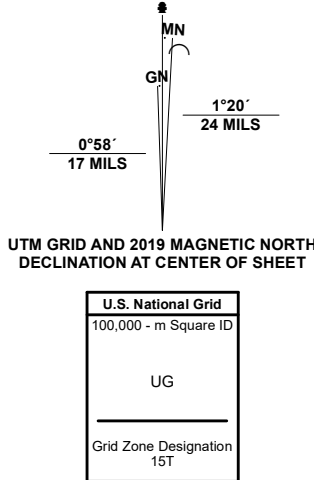 MN
GN
1°20´
24 MILS
0°58´
17 MILS
UTM GRID AND 2019 MAGNETIC NORTH
DECLINATION AT CENTER OF SHEET
U.S. National Grid
100,000 - m Square ID
UG
Grid Zone Designation
15T